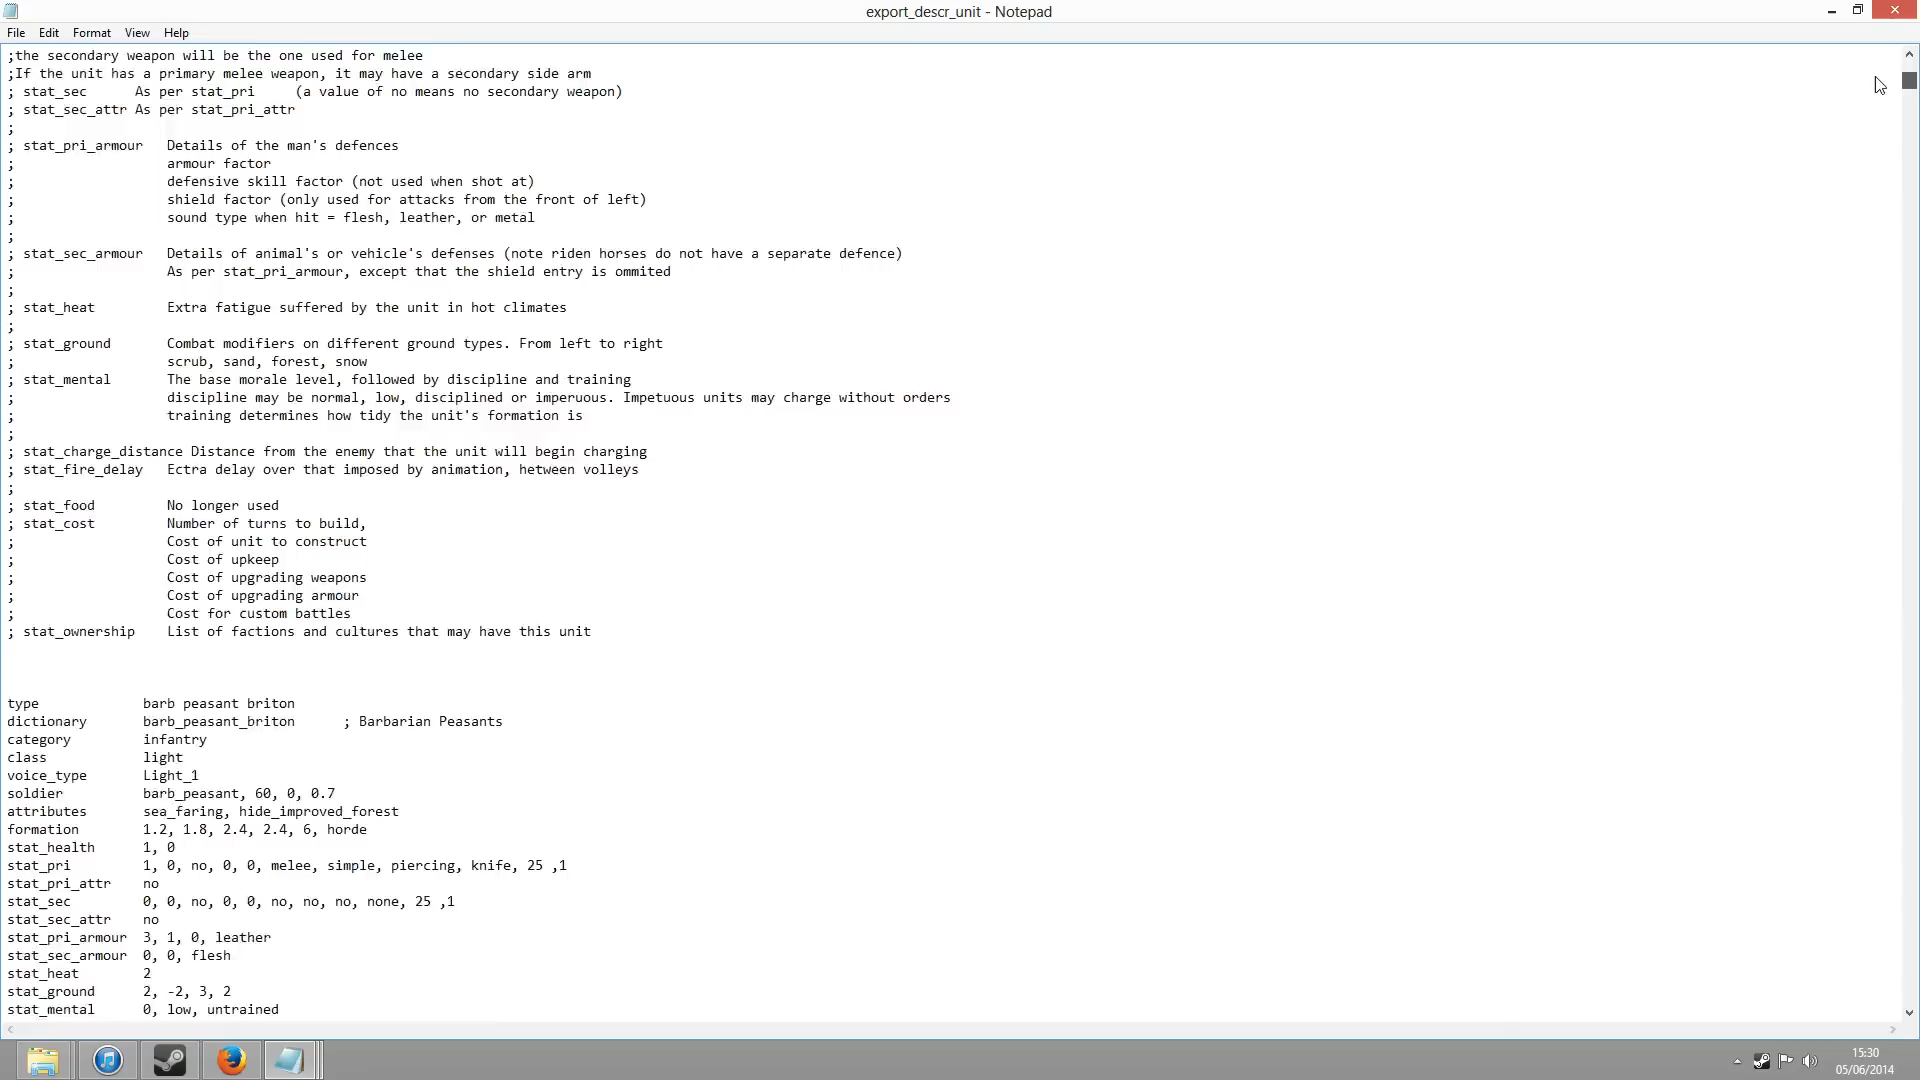 export_descr_unit - Notepad
File Edit Format View Help
;the secondary weapon will be the one used for melee
;If the unit has a primary melee weapon, it may have a secondary side arm
; stat_sec      As per stat_pri     (a value of no means no secondary weapon)
; stat_sec_attr As per stat_pri_attr
;
; stat_pri_armour   Details of the man's defences
;                   armour factor
;                   defensive skill factor (not used when shot at)
;                   shield factor (only used for attacks from the front of left)
;                   sound type when hit = flesh, leather, or metal
;
; stat_sec_armour   Details of animal's or vehicle's defenses (note riden horses do not have a separate defence)
;                   As per stat_pri_armour, except that the shield entry is ommited
;
; stat_heat         Extra fatigue suffered by the unit in hot climates
;
; stat_ground       Combat modifiers on different ground types. From left to right
;                   scrub, sand, forest, snow
; stat_mental       The base morale level, followed by discipline and training
;                   discipline may be normal, low, disciplined or imperuous. Impetuous units may charge without orders
;                   training determines how tidy the unit's formation is
;
; stat_charge_distance Distance from the enemy that the unit will begin charging
; stat_fire_delay   Ectra delay over that imposed by animation, hetween volleys
;
; stat_food         No longer used
; stat_cost         Number of turns to build,
;                   Cost of unit to construct
;                   Cost of upkeep
;                   Cost of upgrading weapons
;                   Cost of upgrading armour
;                   Cost for custom battles
; stat_ownership    List of factions and cultures that may have this unit
type             barb peasant briton
dictionary       barb_peasant_briton      ; Barbarian Peasants
category         infantry
class            light
voice_type       Light_1
soldier          barb_peasant, 60, 0, 0.7
attributes       sea_faring, hide_improved_forest
formation        1.2, 1.8, 2.4, 2.4, 6, horde
stat_health      1, 0
stat_pri         1, 0, no, 0, 0, melee, simple, piercing, knife, 25 ,1
stat_pri_attr    no
stat_sec         0, 0, no, 0, 0, no, no, no, none, 25 ,1
stat_sec_attr    no
stat_pri_armour  3, 1, 0, leather
stat_sec_armour  0, 0, flesh
stat_heat        2
stat_ground      2, -2, 3, 2
stat_mental      0, low, untrained
15:30
05/06/2014